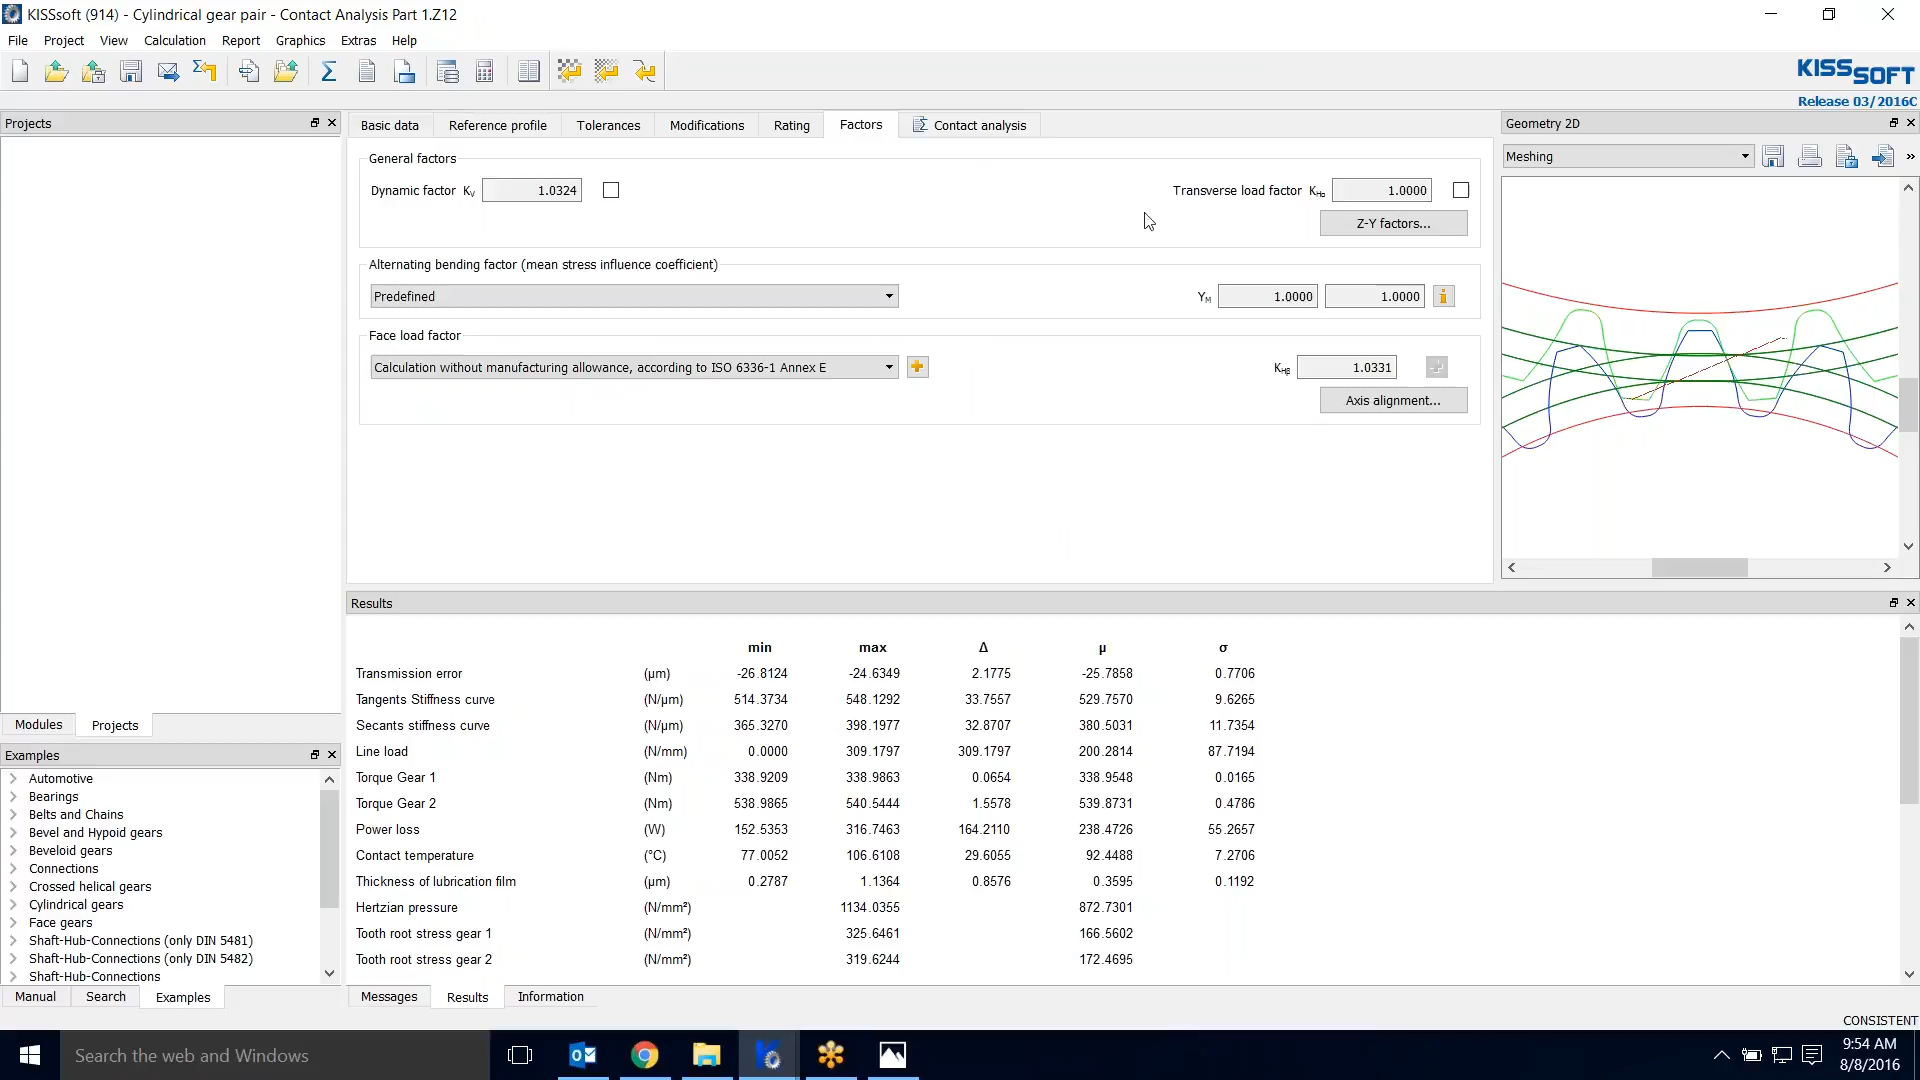 KISSsoft (914) - Cylindrical gear pair - Contact Analysis Part 1.Z12
File Project View Calculation Report Graphics Extras Help
KISSSOFT
Release 03/2016C
Projects
Basic data Reference profile Tolerances Modifications Rating Factors Contact analysis
Geometry 2D
Meshing
General factors
Dynamic factor KV 1.0324
Transverse load factor KHα 1.0000
Z-Y factors...
Alternating bending factor (mean stress influence coefficient)
Predefined
YM 1.0000 1.0000
Face load factor
Calculation without manufacturing allowance, according to ISO 6336-1 Annex E
KHβ 1.0331
Axis alignment...
Results
min max Δ µ σ
Transmission error (µm) -26.8124 -24.6349 2.1775 -25.7858 0.7706
Tangents Stiffness curve (N/µm) 514.3734 548.1292 33.7557 529.7570 9.6265
Secants stiffness curve (N/µm) 365.3270 398.1977 32.8707 380.5031 11.7354
Line load (N/mm) 0.0000 309.1797 309.1797 200.2814 87.7194
Torque Gear 1 (Nm) 338.9209 338.9863 0.0654 338.9548 0.0165
Torque Gear 2 (Nm) 538.9865 540.5444 1.5578 539.8731 0.4786
Power loss (W) 152.5353 316.7463 164.2110 238.4726 55.2657
Contact temperature (°C) 77.0052 106.6108 29.6055 92.4488 7.2706
Thickness of lubrication film (µm) 0.2787 1.1364 0.8576 0.3595 0.1192
Hertzian pressure (N/mm²) 1134.0355 872.7301
Tooth root stress gear 1 (N/mm²) 325.6461 166.5602
Tooth root stress gear 2 (N/mm²) 319.6244 172.4695
Modules Projects
Examples
Automotive
Bearings
Belts and Chains
Bevel and Hypoid gears
Beveloid gears
Connections
Crossed helical gears
Cylindrical gears
Face gears
Shaft-Hub-Connections (only DIN 5481)
Shaft-Hub-Connections (only DIN 5482)
Shaft-Hub-Connections
Manual Search Examples
Messages Results Information
CONSISTENT
Search the web and Windows
9:54 AM
8/8/2016